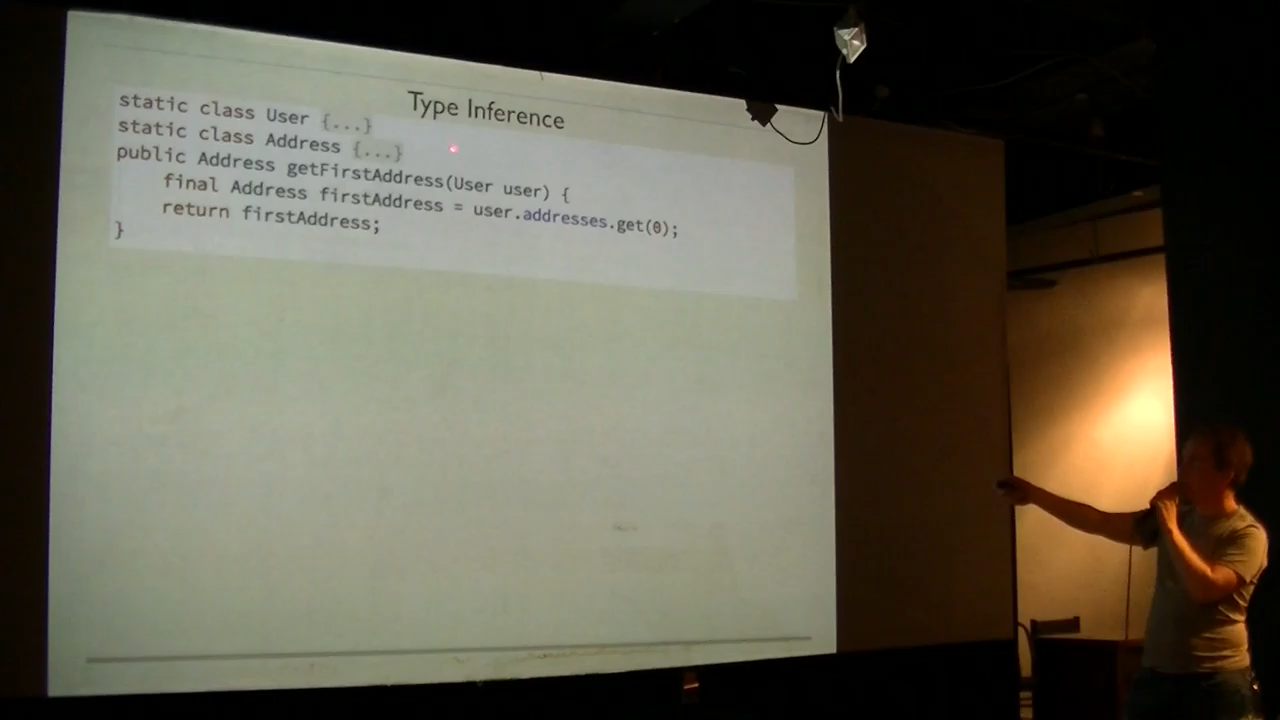 Type Inference
static class User {...}
static class Address {...}
public Address getFirstAddress(User user) {
final Address firstAddress = user.addresses.get(0);
return firstAddress;
}